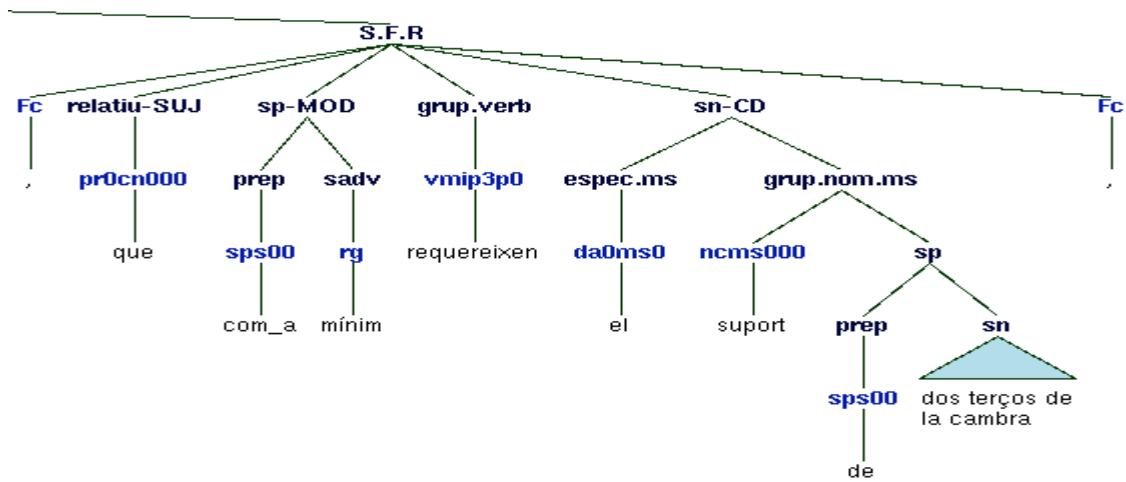 S.F.R
Fc relatiu-SUJ sp-MOD grup.verb sn-CD Fc
, pr0cn000 prep sadv vmip3p0 espec.ms grup.nom.ms ,
que sps00 rg requereixen da0ms0 ncms000 sp
com_a mínim el suport prep sn
sps00 dos terços de
la cambra
de